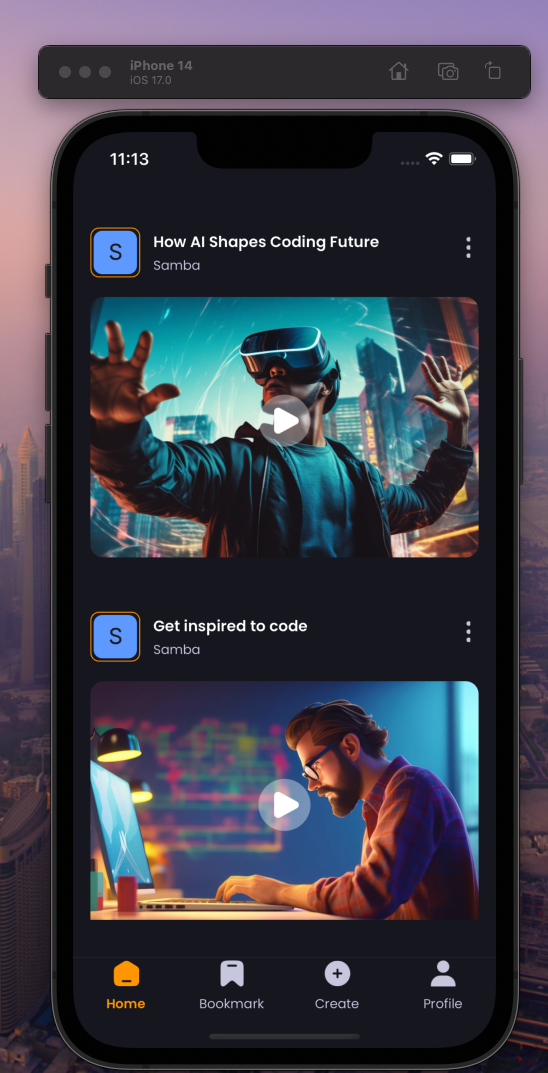 iPhone 14
iOS 17.0
11:13
S
How AI Shapes Coding Future
Samba
S
Get inspired to code
Samba
Home
Bookmark
Create
Profile